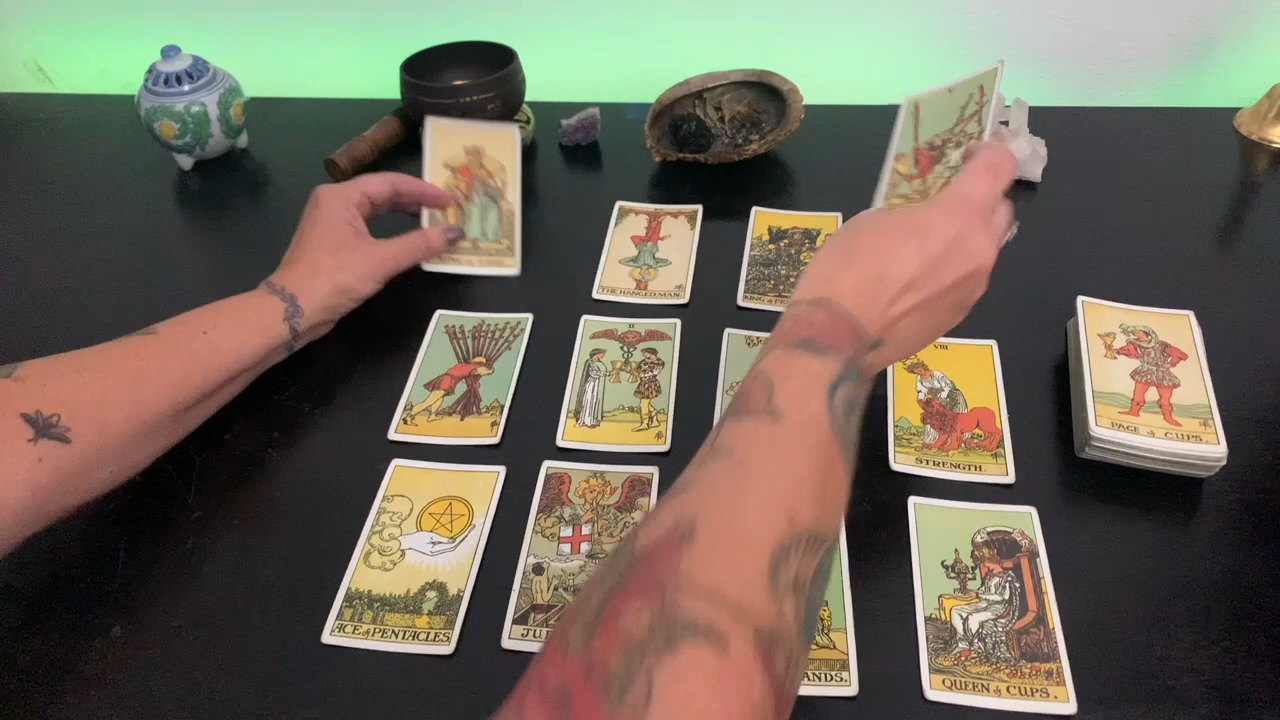 THE HANGED MAN.
KING of PE
II
VIII
STRENGTH.
PAGE of CUPS.
ACE of PENTACLES
JU
ANDS.
QUEEN of CUPS.